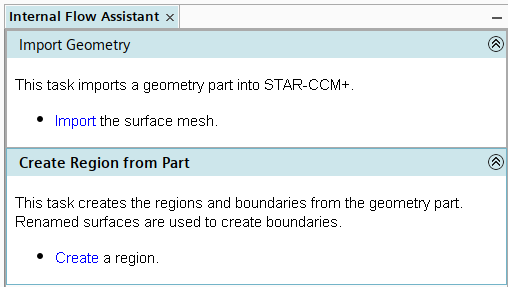 Internal Flow Assistant ×
Import Geometry
This task imports a geometry part into STAR-CCM+.
• Import the surface mesh.
Create Region from Part
This task creates the regions and boundaries from the geometry part.
Renamed surfaces are used to create boundaries.
• Create a region.